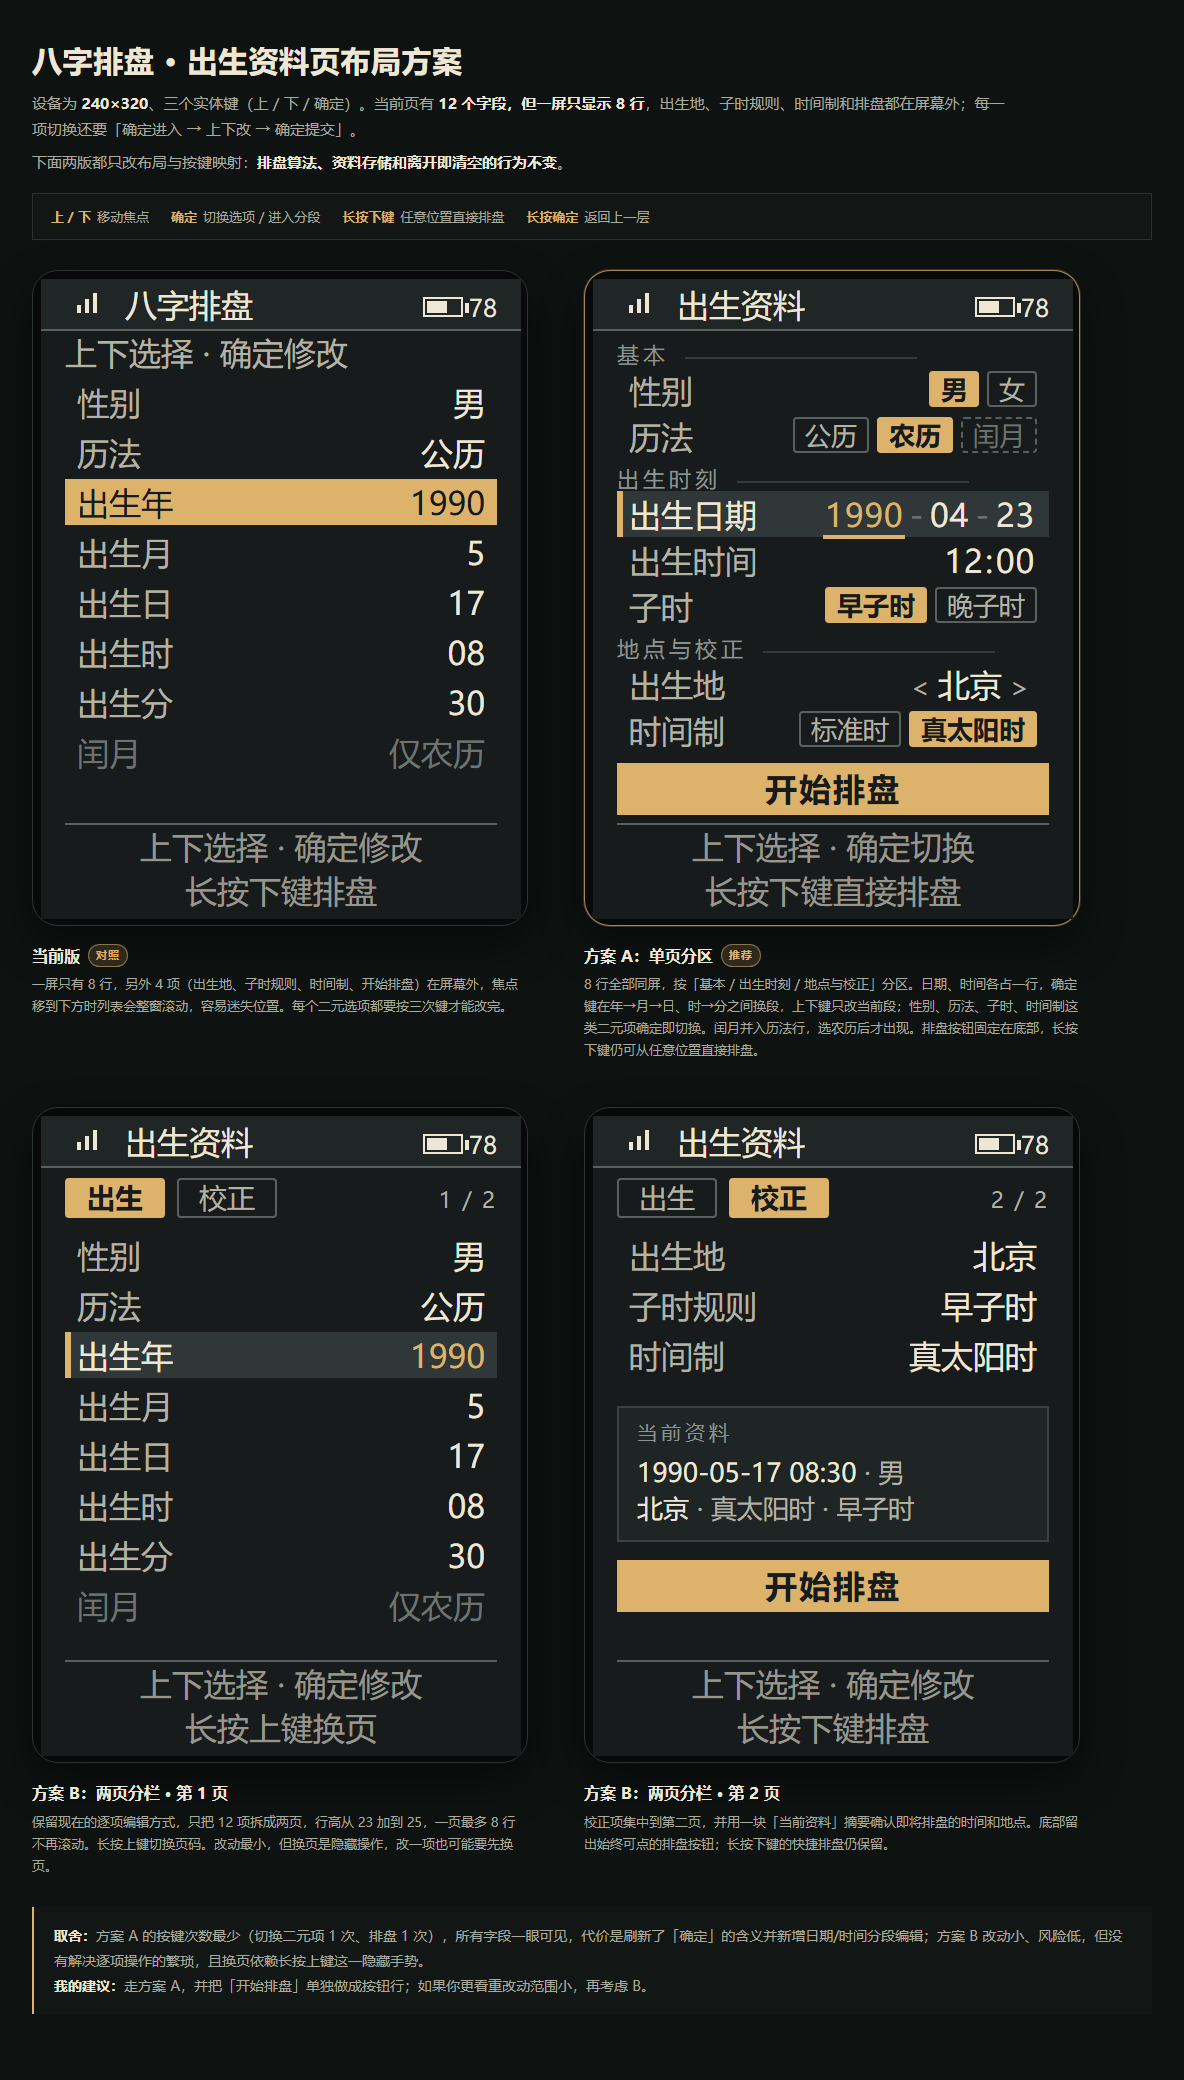 八字排盘 · 出生资料页布局方案
设备为 240×320、三个实体键（上 / 下 / 确定）。当前页有 12 个字段，但一屏只显示 8 行，出生地、子时规则、时间制和排盘都在屏幕外；每一
项切换还要「确定进入 → 上下改 → 确定提交」。
下面两版都只改布局与按键映射：排盘算法、资料存储和离开即清空的行为不变。
上 / 下 移动焦点 确定 切换选项 / 进入分段 长按下键 任意位置直接排盘 长按确定 返回上一层
八字排盘 78
上下选择 · 确定修改
性别 男
历法 公历
出生年 1990
出生月 5
出生日 17
出生时 08
出生分 30
闰月 仅农历
上下选择 · 确定修改
长按下键排盘
当前版 对照
一屏只有 8 行，另外 4 项（出生地、子时规则、时间制、开始排盘）在屏幕外，焦点
移到下方时列表会整窗滚动，容易迷失位置。每个二元选项都要按三次键才能改完。
出生资料 78
基本
性别 男 女
历法 公历 农历 闰月
出生时刻
出生日期 1990 - 04 - 23
出生时间 12:00
子时 早子时 晚子时
地点与校正
出生地 < 北京 >
时间制 标准时 真太阳时
开始排盘
上下选择 · 确定切换
长按下键直接排盘
方案 A：单页分区 推荐
8 行全部同屏，按「基本 / 出生时刻 / 地点与校正」分区。日期、时间各占一行，确定
键在年→月→日、时→分之间换段，上下键只改当前段；性别、历法、子时、时间制这
类二元项确定即切换。闰月并入历法行，选农历后才出现。排盘按钮固定在底部，长按
下键仍可从任意位置直接排盘。
出生资料 78
出生 校正 1 / 2
性别 男
历法 公历
出生年 1990
出生月 5
出生日 17
出生时 08
出生分 30
闰月 仅农历
上下选择 · 确定修改
长按上键换页
方案 B：两页分栏 · 第 1 页
保留现在的逐项编辑方式，只把 12 项拆成两页，行高从 23 加到 25，一页最多 8 行
不再滚动。长按上键切换页码。改动最小，但换页是隐藏操作，改一项也可能要先换
页。
出生资料 78
出生 校正 2 / 2
出生地 北京
子时规则 早子时
时间制 真太阳时
当前资料
1990-05-17 08:30 · 男
北京 · 真太阳时 · 早子时
开始排盘
上下选择 · 确定修改
长按下键排盘
方案 B：两页分栏 · 第 2 页
校正项集中到第二页，并用一块「当前资料」摘要确认即将排盘的时间和地点。底部留
出始终可点的排盘按钮；长按下键的快捷排盘仍保留。
取舍：方案 A 的按键次数最少（切换二元项 1 次、排盘 1 次），所有字段一眼可见，代价是刷新了「确定」的含义并新增日期/时间分段编辑；方案 B 改动小、风险低，但没
有解决逐项操作的繁琐，且换页依赖长按上键这一隐藏手势。
我的建议：走方案 A，并把「开始排盘」单独做成按钮行；如果你更看重改动范围小，再考虑 B。